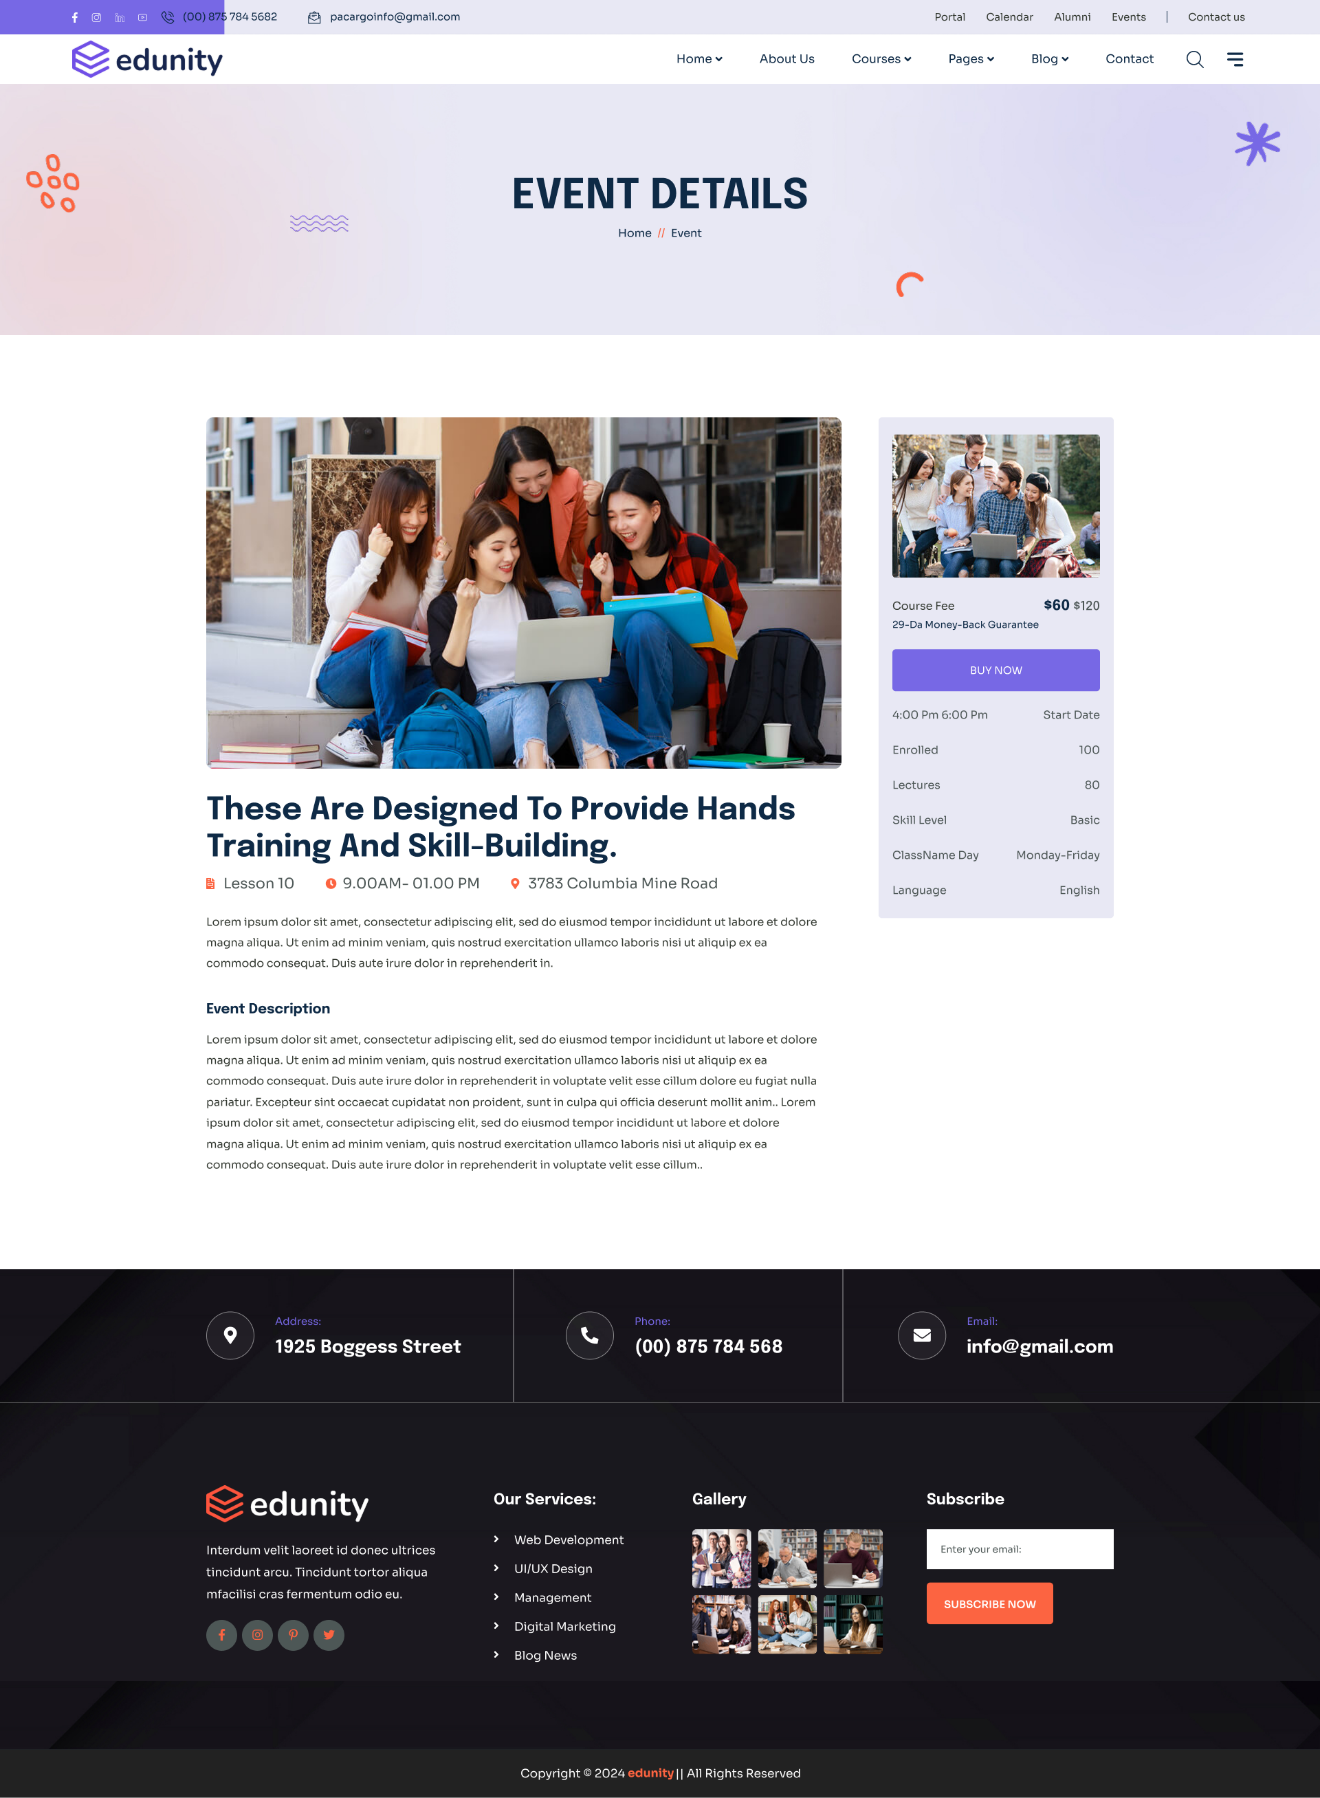 (00) 875 784 5682
pacargoinfo@gmail.com
Portal
Calendar
Alumni
Events
|
Contact us
edunity
Home
About Us
Courses
Pages
Blog
Contact
EVENT DETAILS
Home // Event
These Are Designed To Provide Hands
Training And Skill-Building.
Lesson 10
9.00AM- 01.00 PM
3783 Columbia Mine Road
Lorem ipsum dolor sit amet, consectetur adipiscing elit, sed do eiusmod tempor incididunt ut labore et dolore
magna aliqua. Ut enim ad minim veniam, quis nostrud exercitation ullamco laboris nisi ut aliquip ex ea
commodo consequat. Duis aute irure dolor in reprehenderit in.
Event Description
Lorem ipsum dolor sit amet, consectetur adipiscing elit, sed do eiusmod tempor incididunt ut labore et dolore
magna aliqua. Ut enim ad minim veniam, quis nostrud exercitation ullamco laboris nisi ut aliquip ex ea
commodo consequat. Duis aute irure dolor in reprehenderit in voluptate velit esse cillum dolore eu fugiat nulla
pariatur. Excepteur sint occaecat cupidatat non proident, sunt in culpa qui officia deserunt mollit anim.. Lorem
ipsum dolor sit amet, consectetur adipiscing elit, sed do eiusmod tempor incididunt ut labore et dolore
magna aliqua. Ut enim ad minim veniam, quis nostrud exercitation ullamco laboris nisi ut aliquip ex ea
commodo consequat. Duis aute irure dolor in reprehenderit in voluptate velit esse cillum..
Course Fee $60 $120
29-Da Money-Back Guarantee
BUY NOW
4:00 Pm 6:00 Pm Start Date
Enrolled 100
Lectures 80
Skill Level Basic
ClassName Day Monday-Friday
Language English
Address:
1925 Boggess Street
Phone:
(00) 875 784 568
Email:
info@gmail.com
edunity
Interdum velit laoreet id donec ultrices
tincidunt arcu. Tincidunt tortor aliqua
mfacilisi cras fermentum odio eu.
Our Services:
Web Development
UI/UX Design
Management
Digital Marketing
Blog News
Gallery
Subscribe
Enter your email:
SUBSCRIBE NOW
Copyright © 2024 edunity || All Rights Reserved